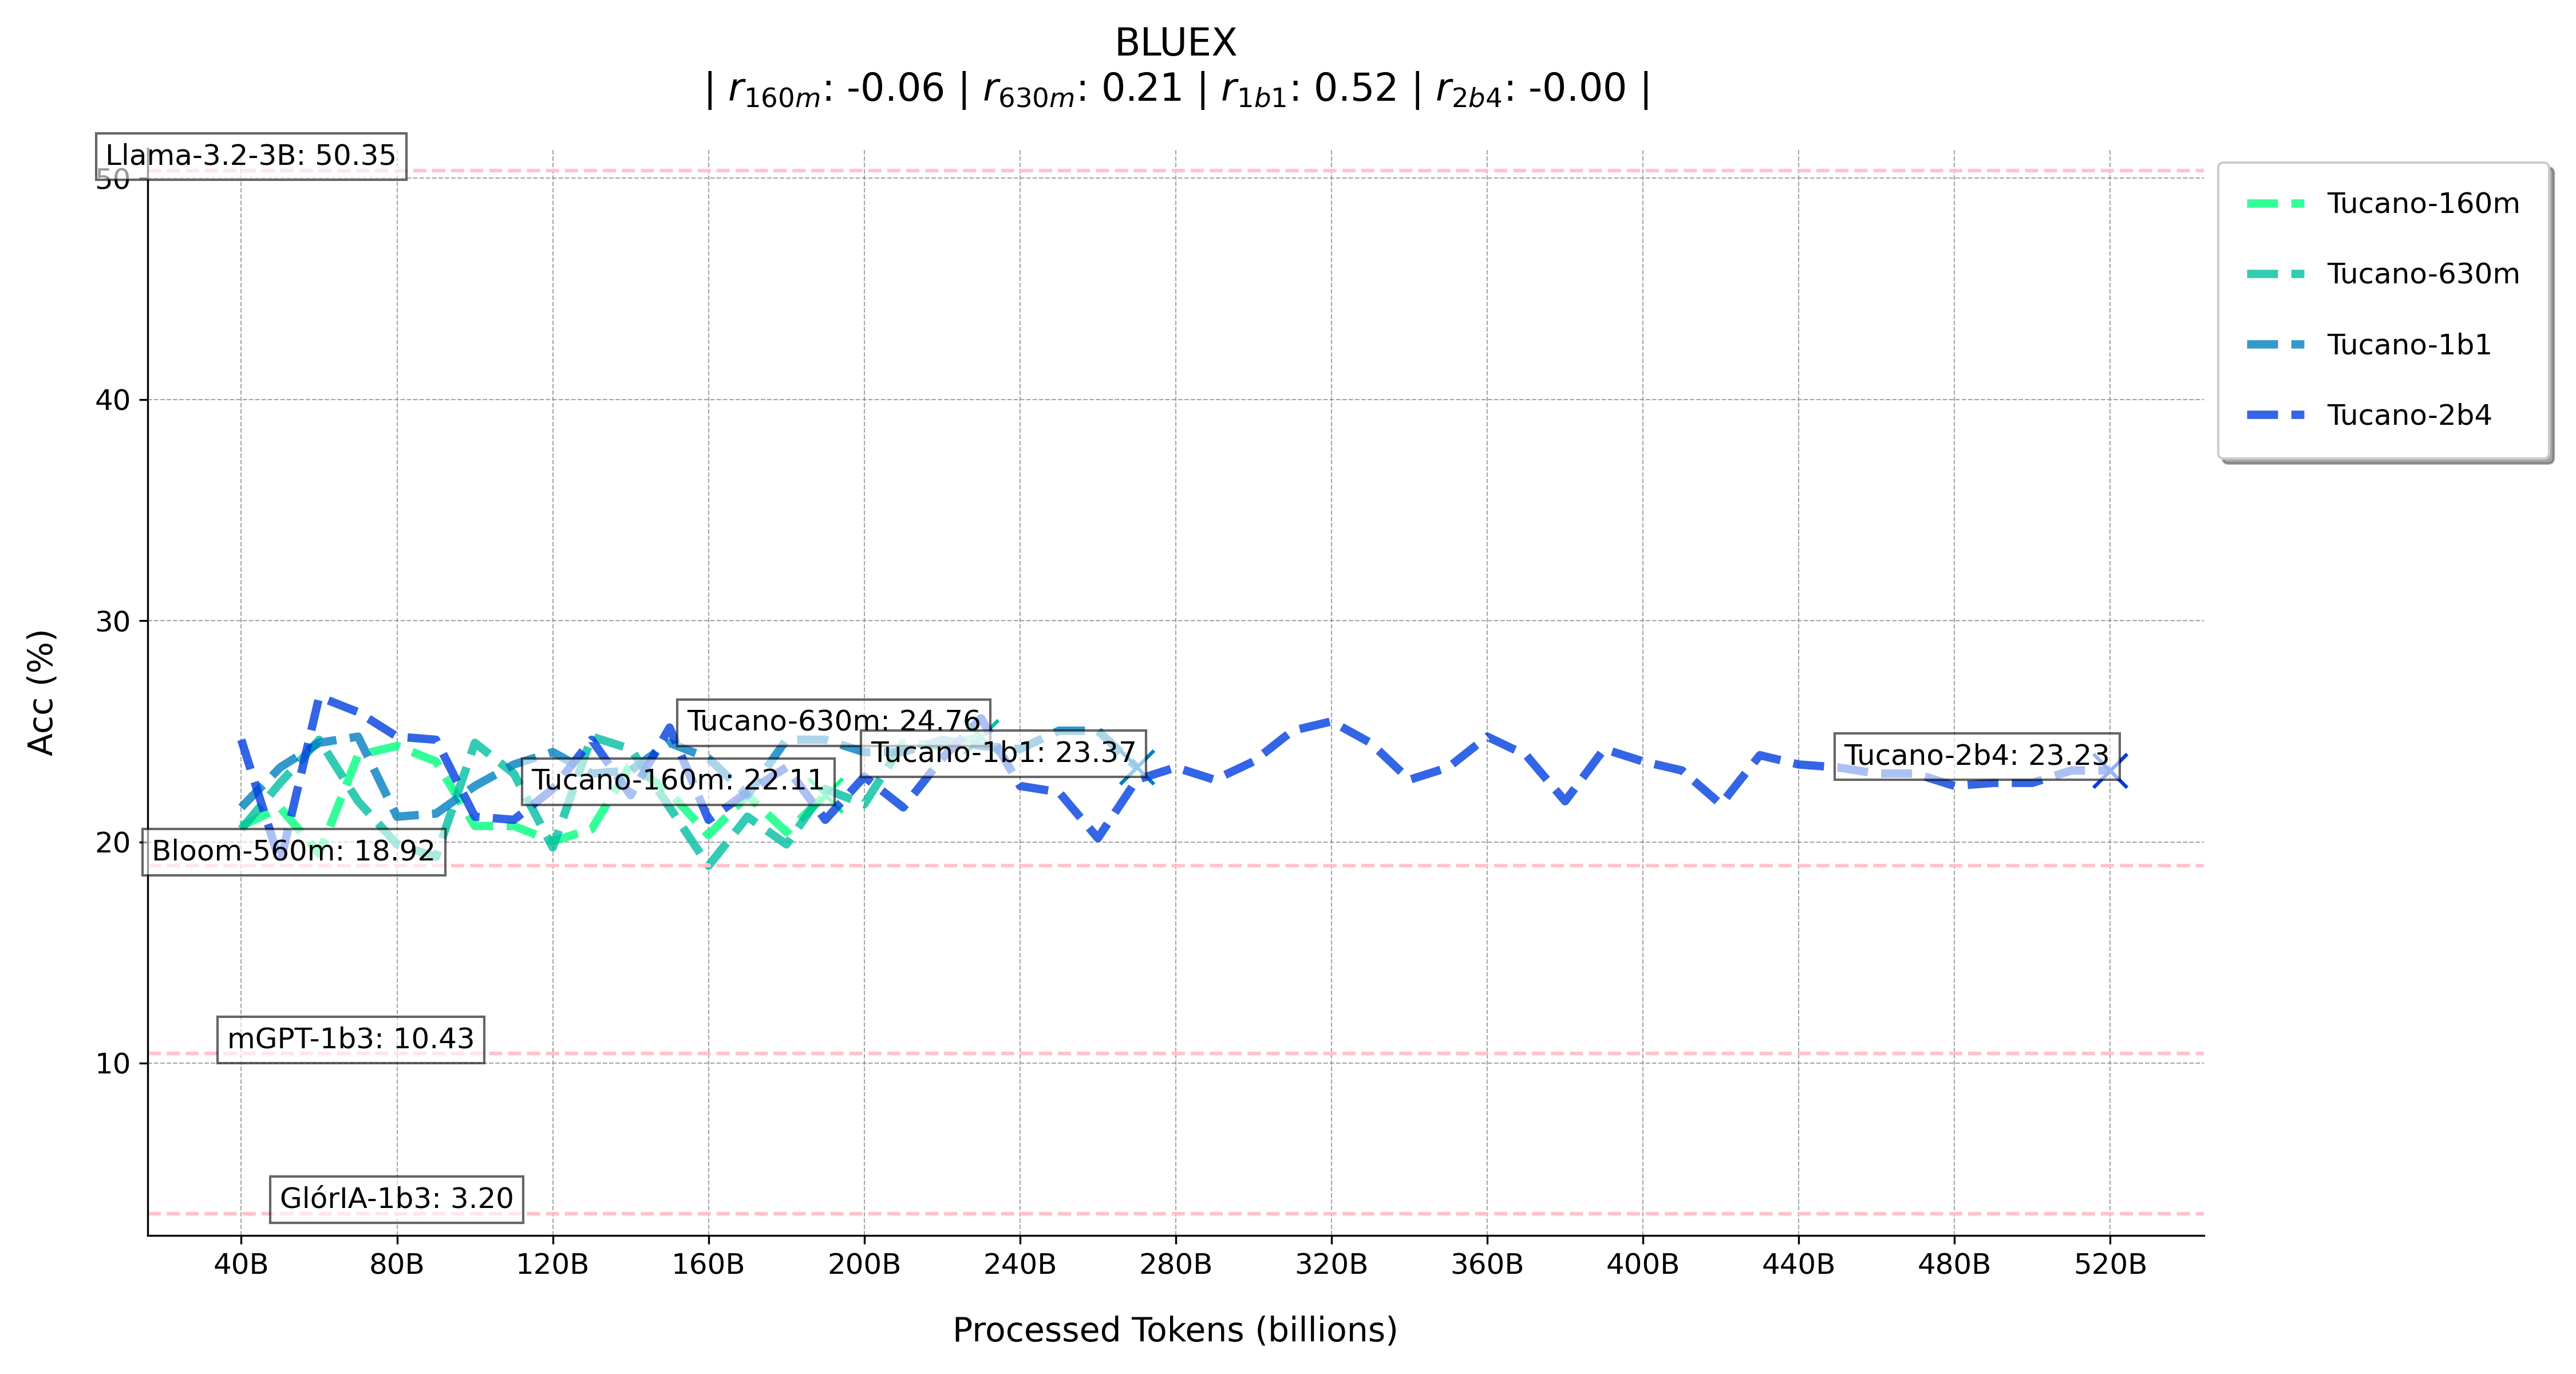 BLUEX
| r160m: -0.06 | r630m: 0.21 | r1b1: 0.52 | r2b4: -0.00 |
Llama-3.2-3B: 50.35
50
40
30
20
10
Acc (%)
Tucano-630m: 24.76
Tucano-1b1: 23.37
Tucano-2b4: 23.23
Tucano-160m: 22.11
Bloom-560m: 18.92
mGPT-1b3: 10.43
GlórIA-1b3: 3.20
40B 80B 120B 160B 200B 240B 280B 320B 360B 400B 440B 480B 520B
Processed Tokens (billions)
Tucano-160m
Tucano-630m
Tucano-1b1
Tucano-2b4